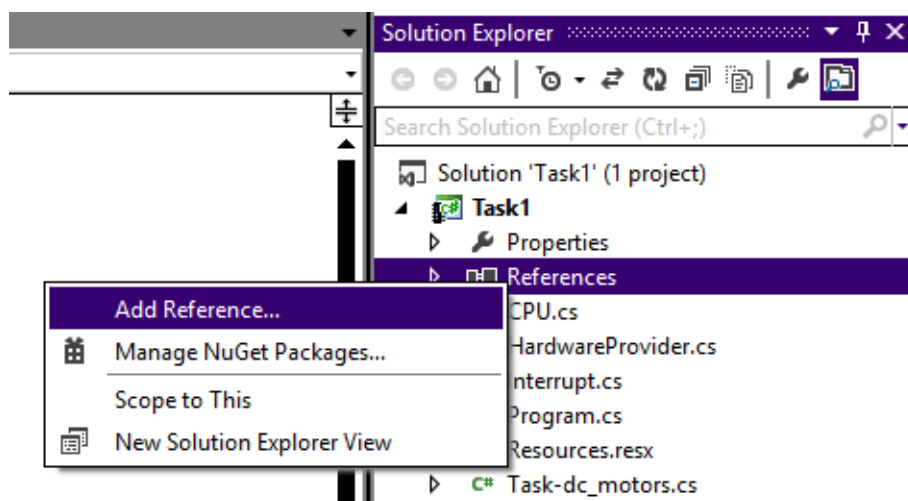 Solution Explorer
Search Solution Explorer (Ctrl+;)
Solution 'Task1' (1 project)
C# Task1
Properties
References
Add Reference...
CPU.cs
Manage NuGet Packages...
HardwareProvider.cs
nterrupt.cs
Scope to This
Program.cs
New Solution Explorer View
Resources.resx
C# Task-dc_motors.cs